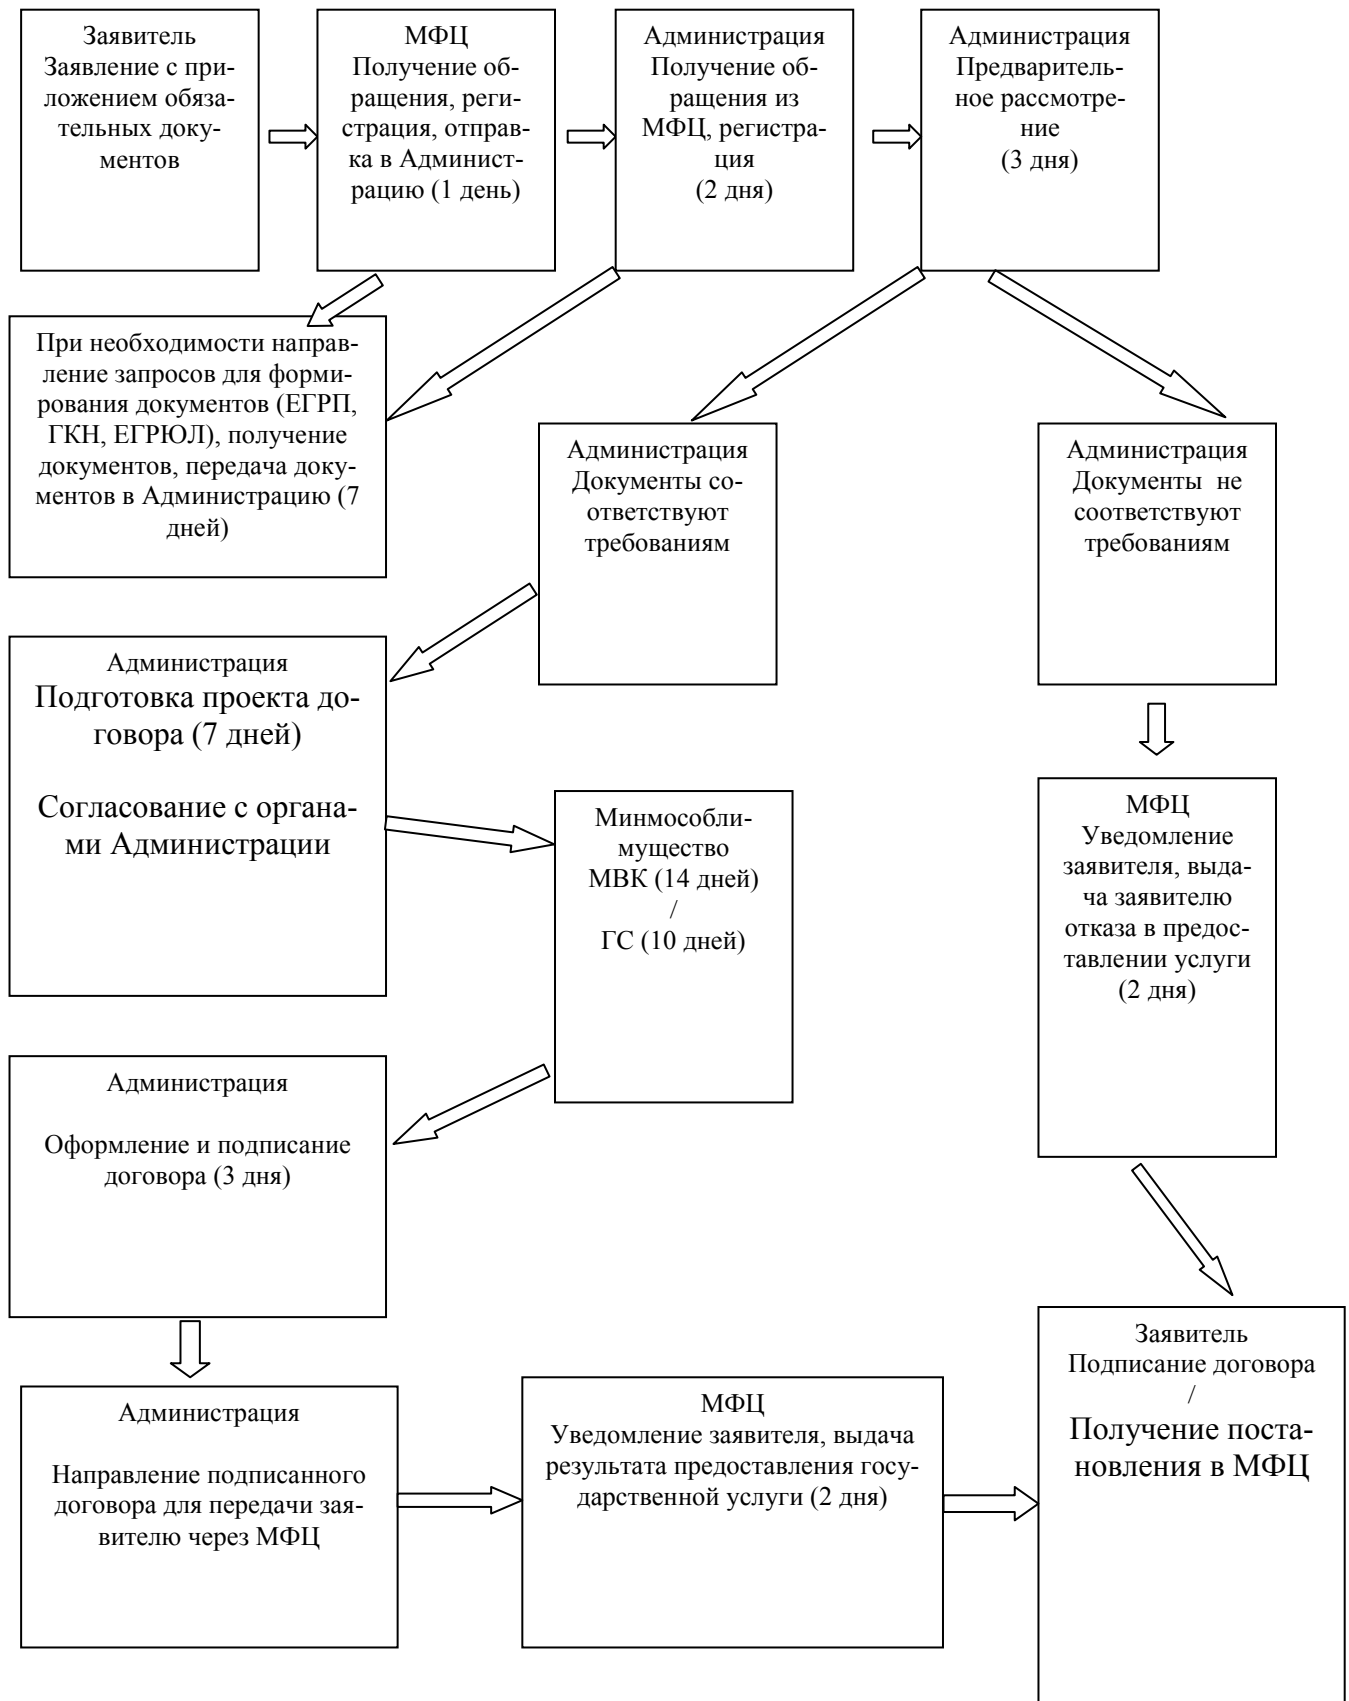 Заявитель
Заявление с при-
ложением обяза-
тельных доку-
ментов
МФЦ
Получение об-
ращения, реги-
страция, отправ-
ка в Админист-
рацию (1 день)
Администрация
Получение об-
ращения из
МФЦ, регистра-
ция
(2 дня)
Администрация
Предваритель-
ное рассмотре-
ние
(3 дня)
При необходимости направ-
ление запросов для форми-
рования документов (ЕГРП,
ГКН, ЕГРЮЛ), получение
документов, передача доку-
ментов в Администрацию (7
дней)
Администрация
Документы со-
ответствуют
требованиям
Администрация
Документы не
соответствуют
требованиям
Администрация
Подготовка проекта до-
говора (7 дней)
Согласование с органа-
ми Администрации
Минмособли-
мущество
МВК (14 дней)
/
ГС (10 дней)
МФЦ
Уведомление
заявителя, выда-
ча заявителю
отказа в предос-
тавлении услуги
(2 дня)
Администрация
Оформление и подписание
договора (3 дня)
Администрация
Направление подписанного
договора для передачи зая-
вителю через МФЦ
МФЦ
Уведомление заявителя, выдача
результата предоставления госу-
дарственной услуги (2 дня)
Заявитель
Подписание договора
/
Получение поста-
новления в МФЦ